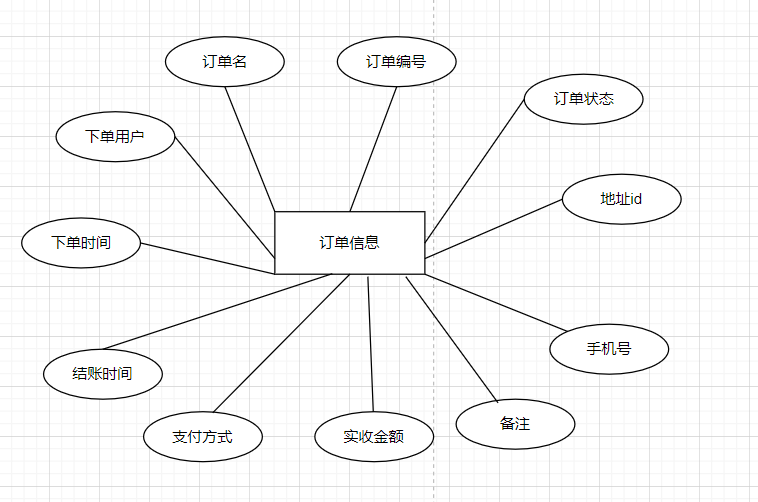 订单名
订单编号
订单状态
下单用户
地址id
下单时间
订单信息
手机号
结账时间
备注
支付方式
实收金额